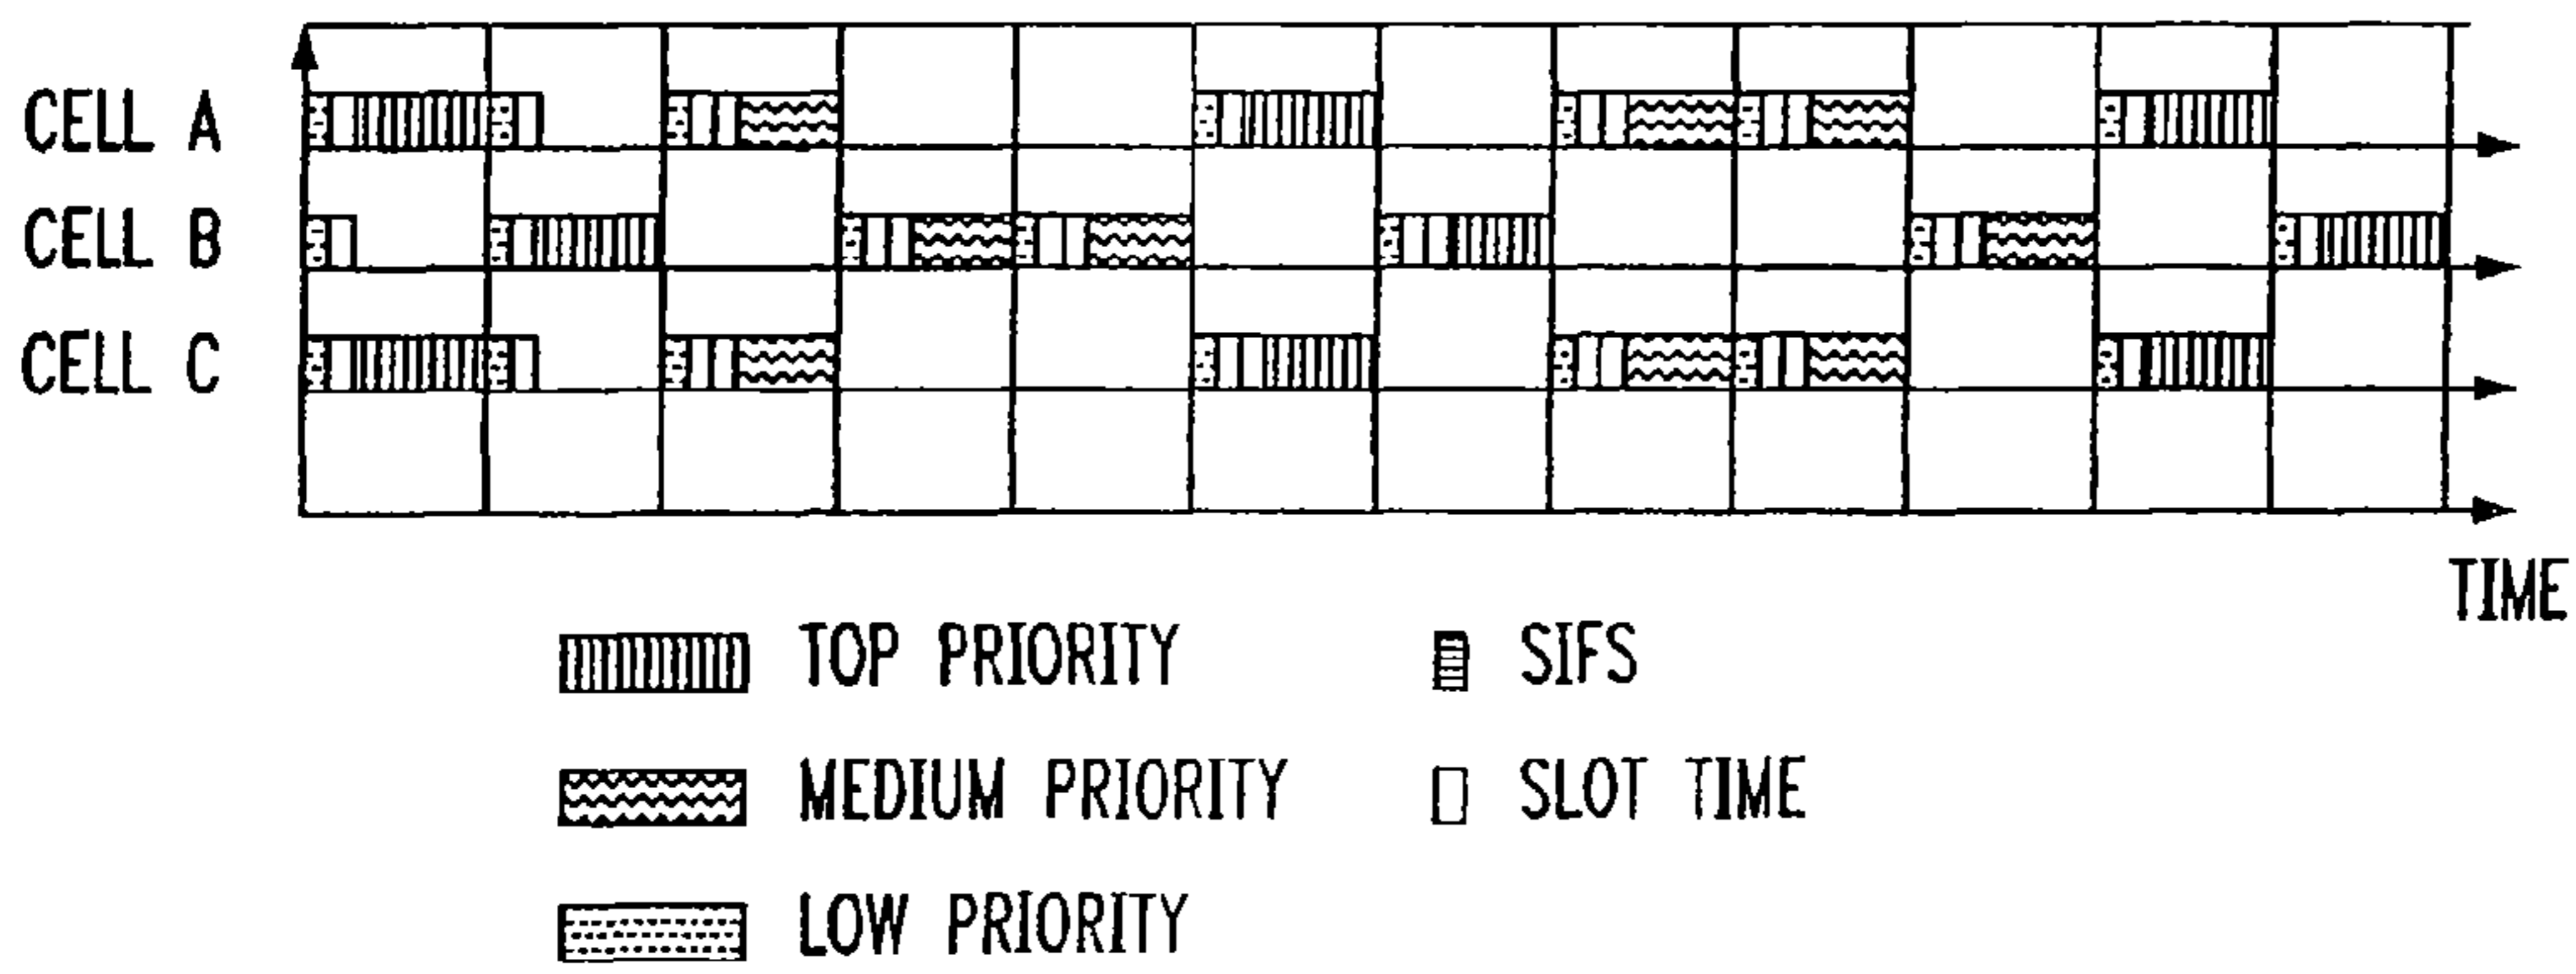 CELL A
CELL B
CELL C
TIME
TOP PRIORITY
SIFS
MEDIUM PRIORITY
SLOT TIME
LOW PRIORITY